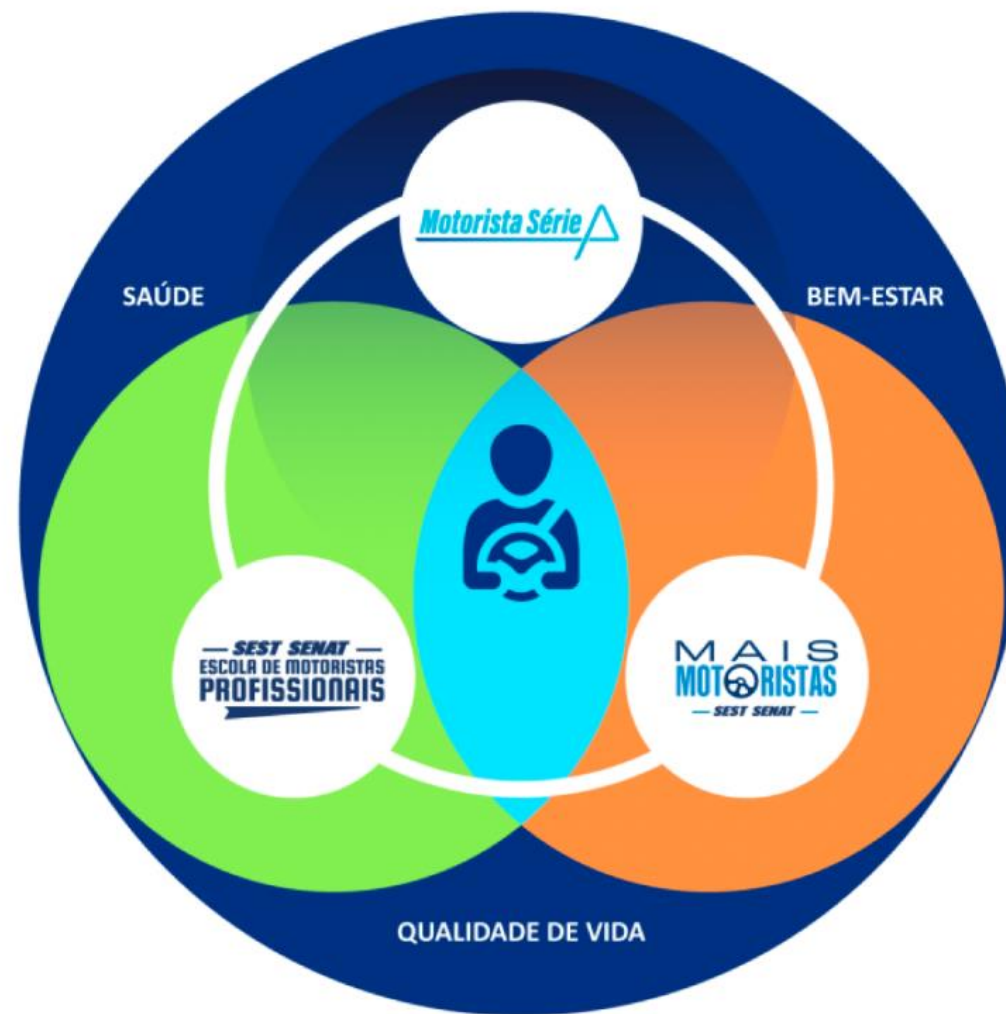 Motorista Série A
SAÚDE
BEM-ESTAR
SEST SENAT
ESCOLA DE MOTORISTAS
PROFISSIONAIS
MAIS
MOTORISTAS
SEST SENAT
QUALIDADE DE VIDA